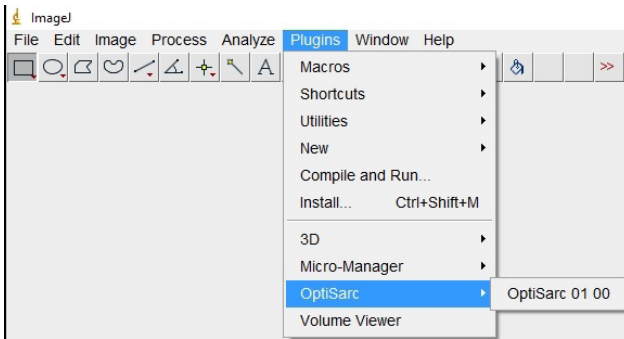 ImageJ
File Edit Image Process Analyze Plugins Window Help
A >>
Macros
Shortcuts
Utilities
New
Compile and Run...
Install... Ctrl+Shift+M
3D
Micro-Manager
OptiSarc OptiSarc 01 00
Volume Viewer